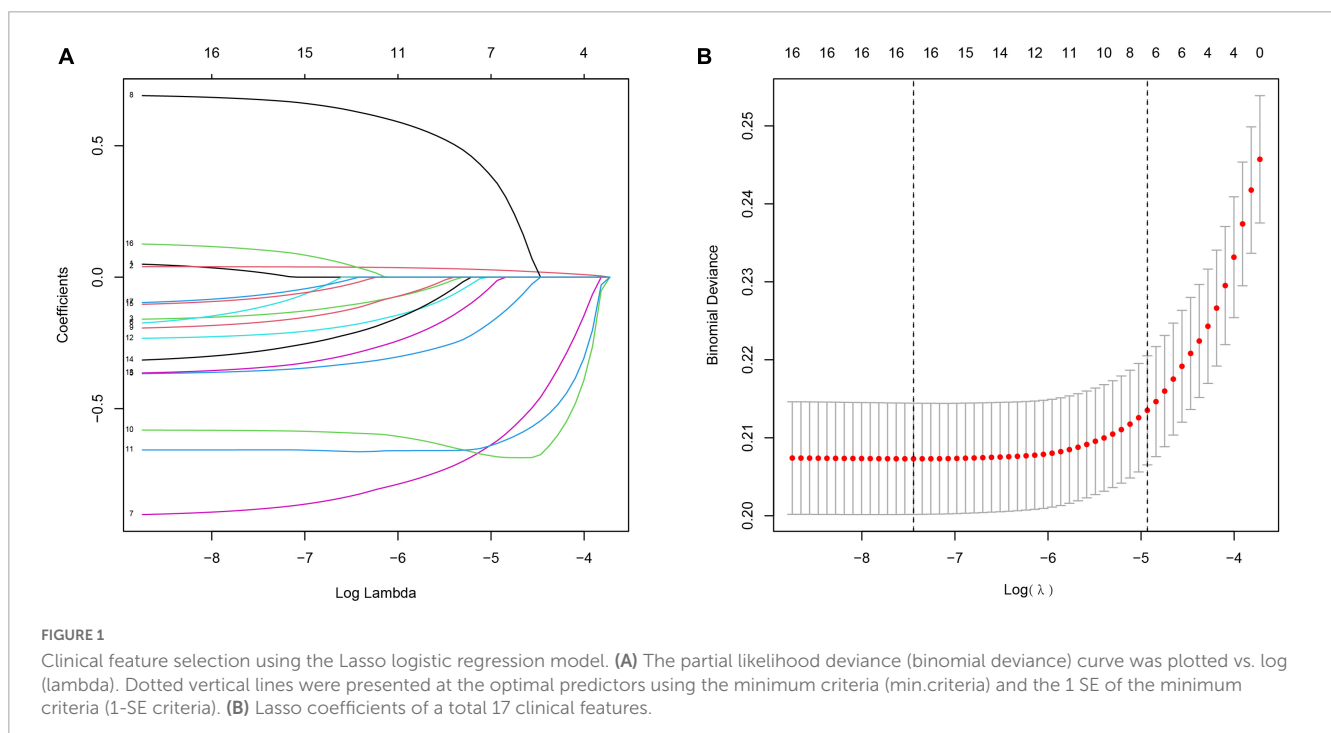 A
16 15 11 7 4
8
16
2
3
12
14
10
11
7
0.5
0.0
−0.5
Coefficients
−8 −7 −6 −5 −4
Log Lambda
B
16 16 16 16 16 15 14 12 11 10 8 6 6 4 4 0
0.25
0.24
0.23
0.22
0.21
0.20
Binomial Deviance
−8 −7 −6 −5 −4
Log( λ )
FIGURE 1
Clinical feature selection using the Lasso logistic regression model. (A) The partial likelihood deviance (binomial deviance) curve was plotted vs. log
(lambda). Dotted vertical lines were presented at the optimal predictors using the minimum criteria (min.criteria) and the 1 SE of the minimum
criteria (1-SE criteria). (B) Lasso coefficients of a total 17 clinical features.